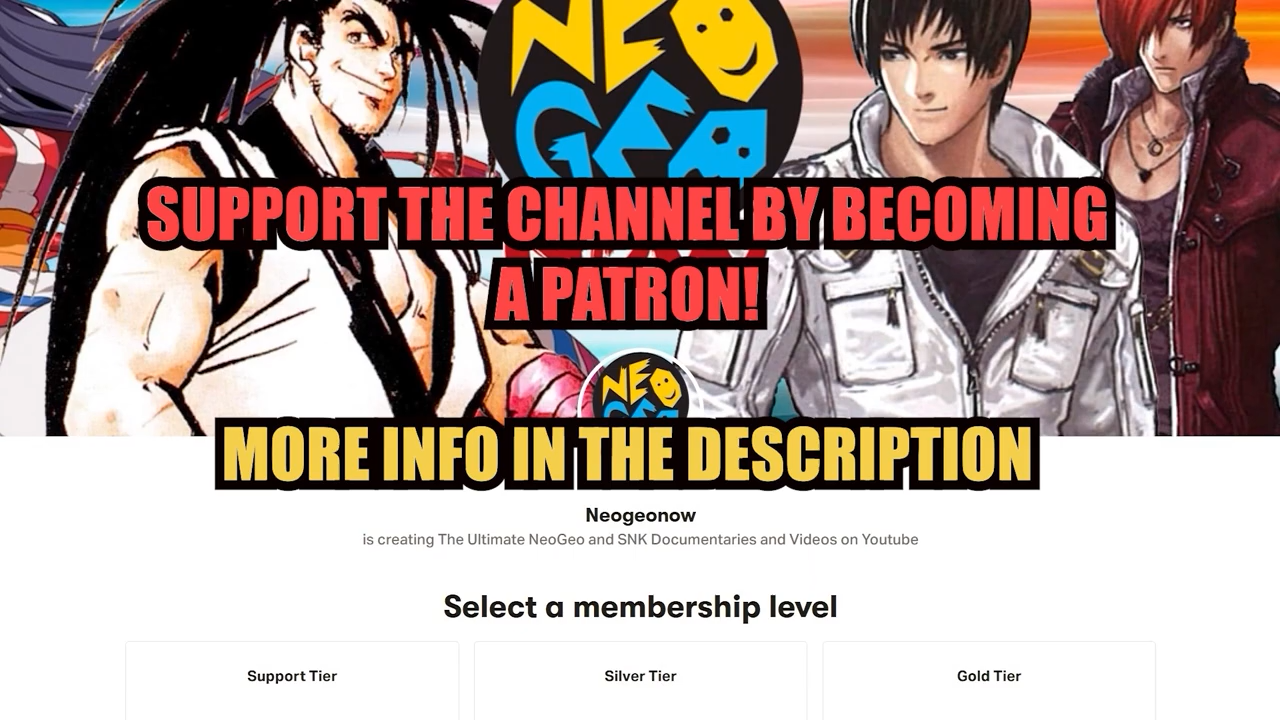 NEO
GEO
SUPPORT THE CHANNEL BY BECOMING
A PATRON!
NEO
GEO
MORE INFO IN THE DESCRIPTION
Neogeonow
is creating The Ultimate NeoGeo and SNK Documentaries and Videos on Youtube
Select a membership level
Support Tier
Silver Tier
Gold Tier